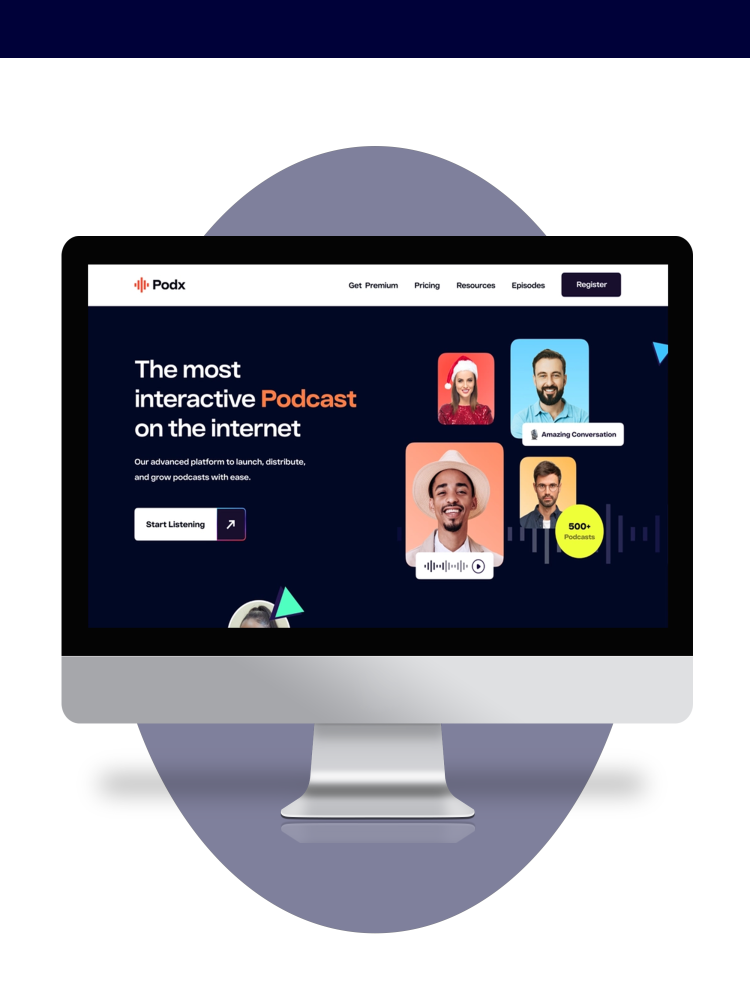 Podx
Get Premium
Pricing
Resources
Episodes
Register
The most
interactive Podcast
on the internet
Our advanced platform to launch, distribute,
and grow podcasts with ease.
Start Listening
Amazing Conversation
500+
Podcasts